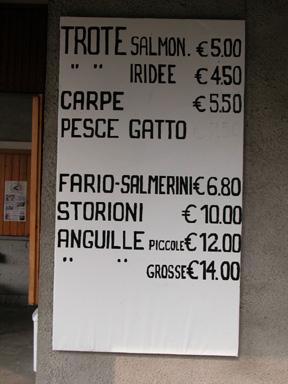 TROTE SALMON. €5.00
" " IRIDEE €4.50
CARPE €5.50
PESCE GATTO
FARIO-SALMERINI €6.80
STORIONI €10.00
ANGUILLE PICCOLE €12.00
" " GROSSE €14.00